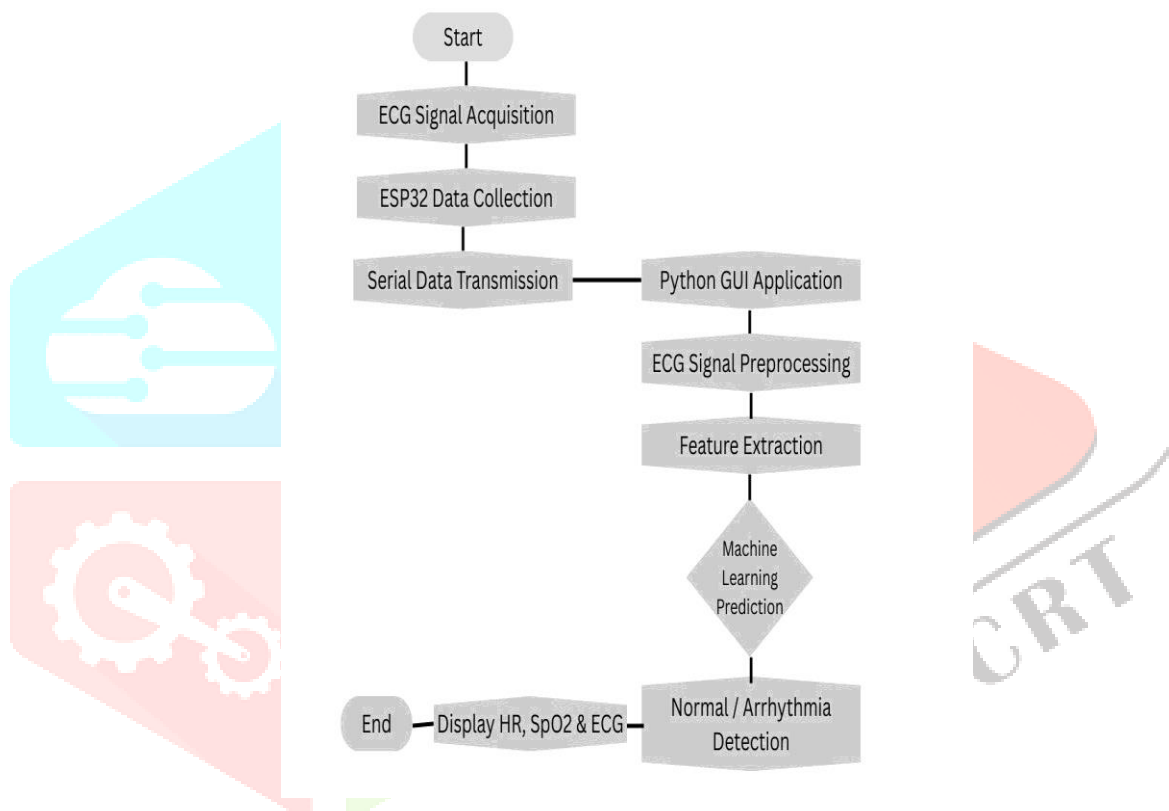 Start
ECG Signal Acquisition
ESP32 Data Collection
Serial Data Transmission
Python GUI Application
ECG Signal Preprocessing
Feature Extraction
Machine
Learning
Prediction
Normal / Arrhythmia
Detection
Display HR, SpO2 & ECG
End
CRT